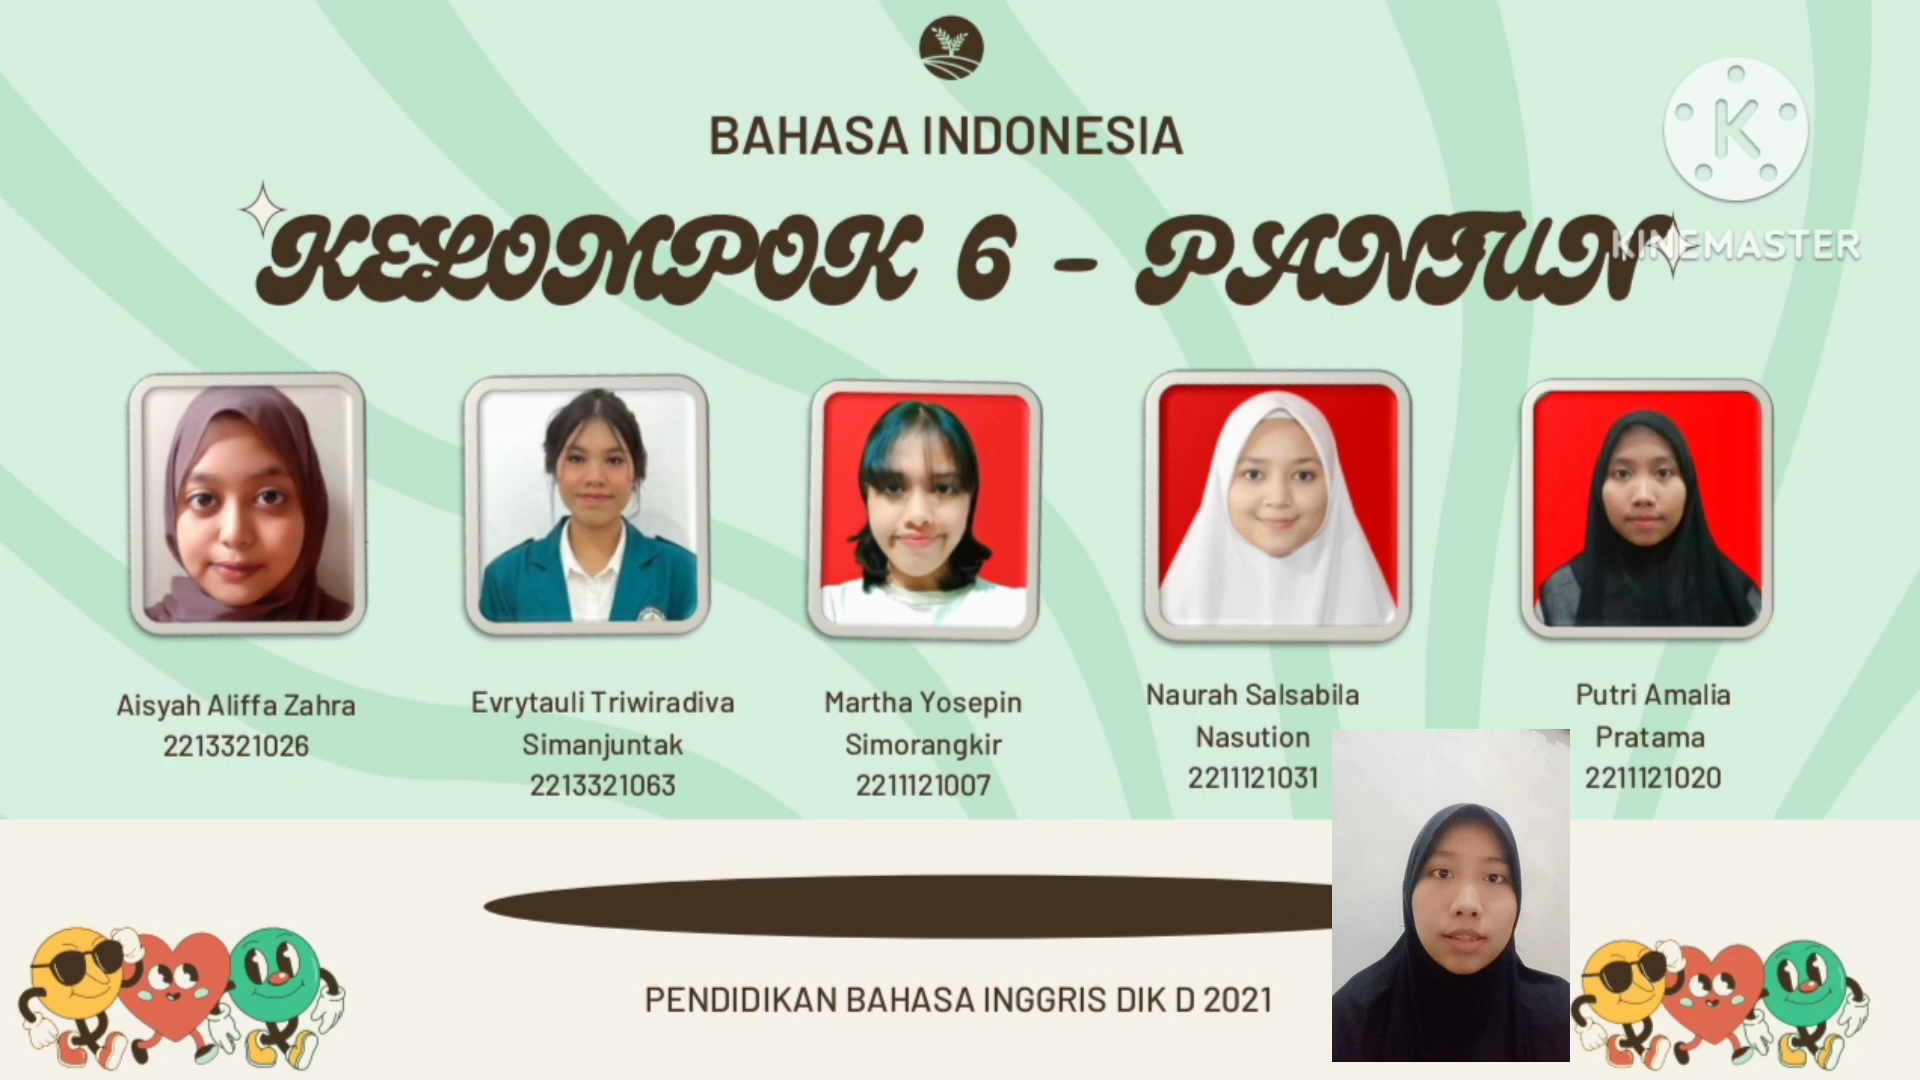 BAHASA INDONESIA
K
KINEMASTER
KELOMPOK 6 - PANTUN
Aisyah Aliffa Zahra
2213321026
Evrytauli Triwiradiva
Simanjuntak
2213321063
Martha Yosepin
Simorangkir
2211121007
Naurah Salsabila
Nasution
2211121031
Putri Amalia
Pratama
2211121020
PENDIDIKAN BAHASA INGGRIS DIK D 2021